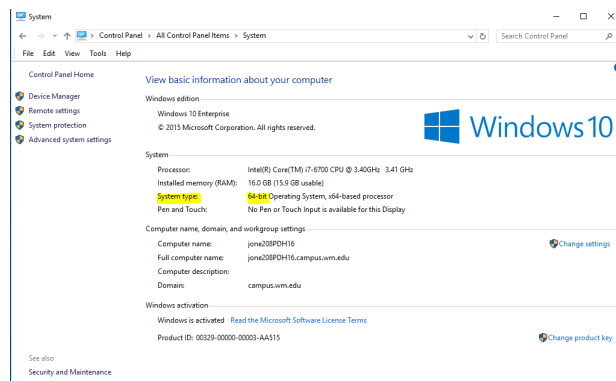 System
Control Panel > All Control Panel Items > System
Search Control Panel
File Edit View Tools Help
Control Panel Home
Device Manager
Remote settings
System protection
Advanced system settings
View basic information about your computer
Windows edition
Windows 10 Enterprise
© 2015 Microsoft Corporation. All rights reserved.
Windows 10
System
Processor: Intel(R) Core(TM) i7-6700 CPU @ 3.40GHz 3.41 GHz
Installed memory (RAM): 16.0 GB (15.9 GB usable)
System type: 64-bit Operating System, x64-based processor
Pen and Touch: No Pen or Touch Input is available for this Display
Computer name, domain, and workgroup settings
Computer name: jone208PDH16
Change settings
Full computer name: jone208PDH16.campus.wm.edu
Computer description:
Domain: campus.wm.edu
Windows activation
Windows is activated Read the Microsoft Software License Terms
Product ID: 00329-00000-00003-AA515
Change product key
See also
Security and Maintenance